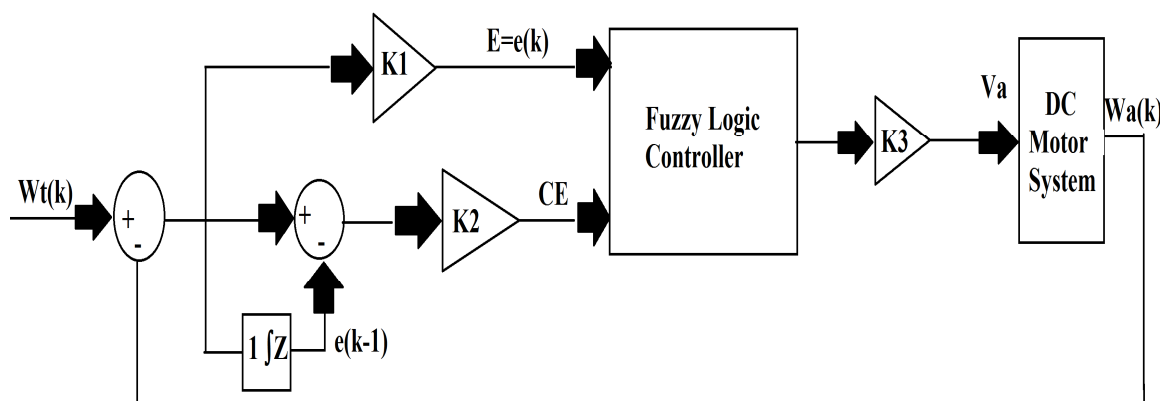 K1
E=e(k)
Fuzzy Logic
Controller
K3
Va
DC
Motor
System
Wa(k)
Wt(k)
+
-
+
-
K2
CE
1 ∫Z
e(k-1)